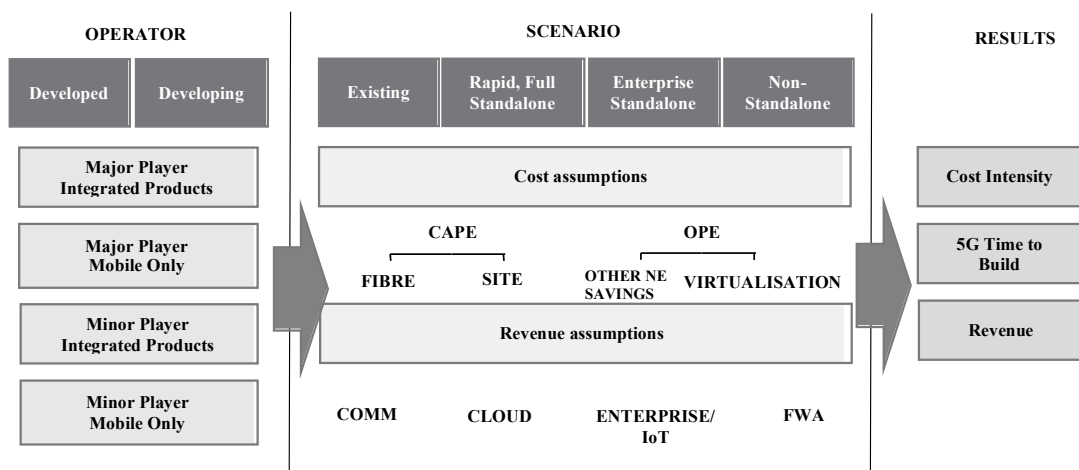 OPERATOR
Developed
Developing
Major Player
Integrated Products
Major Player
Mobile Only
Minor Player
Integrated Products
Minor Player
Mobile Only
SCENARIO
Existing
Rapid, Full
Standalone
Enterprise
Standalone
Non-
Standalone
Cost assumptions
CAPE
FIBRE
SITE
OPE
OTHER NE
SAVINGS
VIRTUALISATION
Revenue assumptions
COMM
CLOUD
ENTERPRISE/
IoT
FWA
RESULTS
Cost Intensity
5G Time to
Build
Revenue